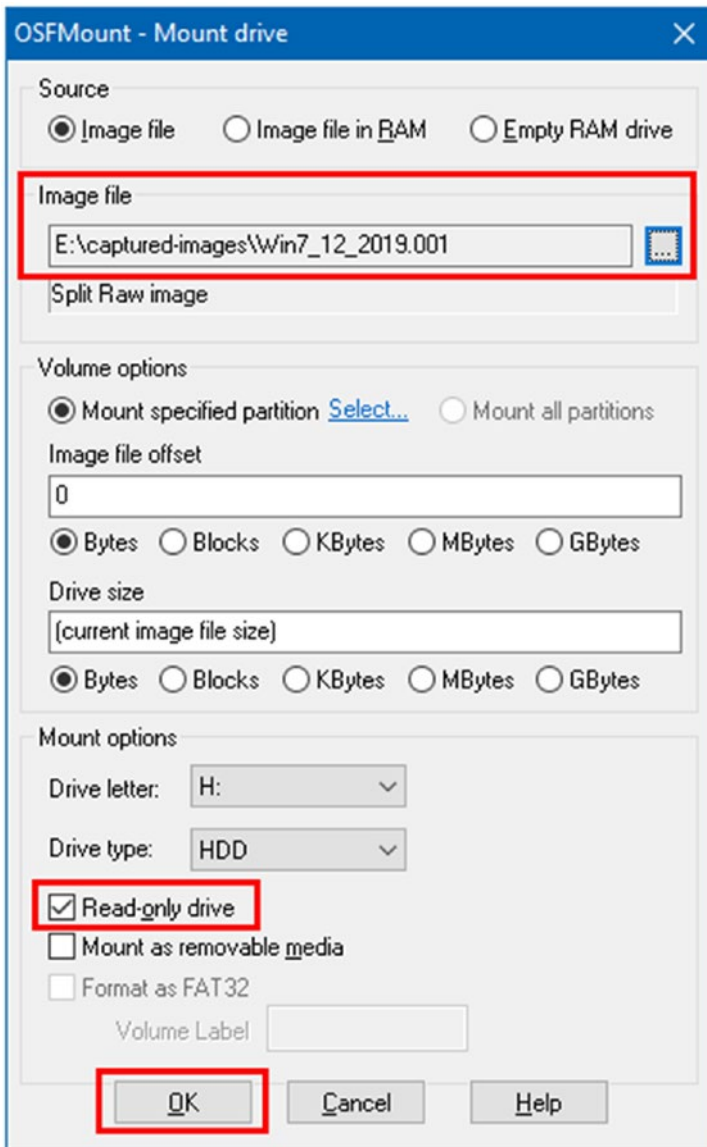 OSFMount - Mount drive
Source
Image file Image file in RAM Empty RAM drive
Image file
E:\captured-images\Win7_12_2019.001 ...
Split Raw image
Volume options
Mount specified partition Select... Mount all partitions
Image file offset
0
Bytes Blocks KBytes MBytes GBytes
Drive size
(current image file size)
Bytes Blocks KBytes MBytes GBytes
Mount options
Drive letter: H:
Drive type: HDD
Read-only drive
Mount as removable media
Format as FAT32
Volume Label
OK Cancel Help